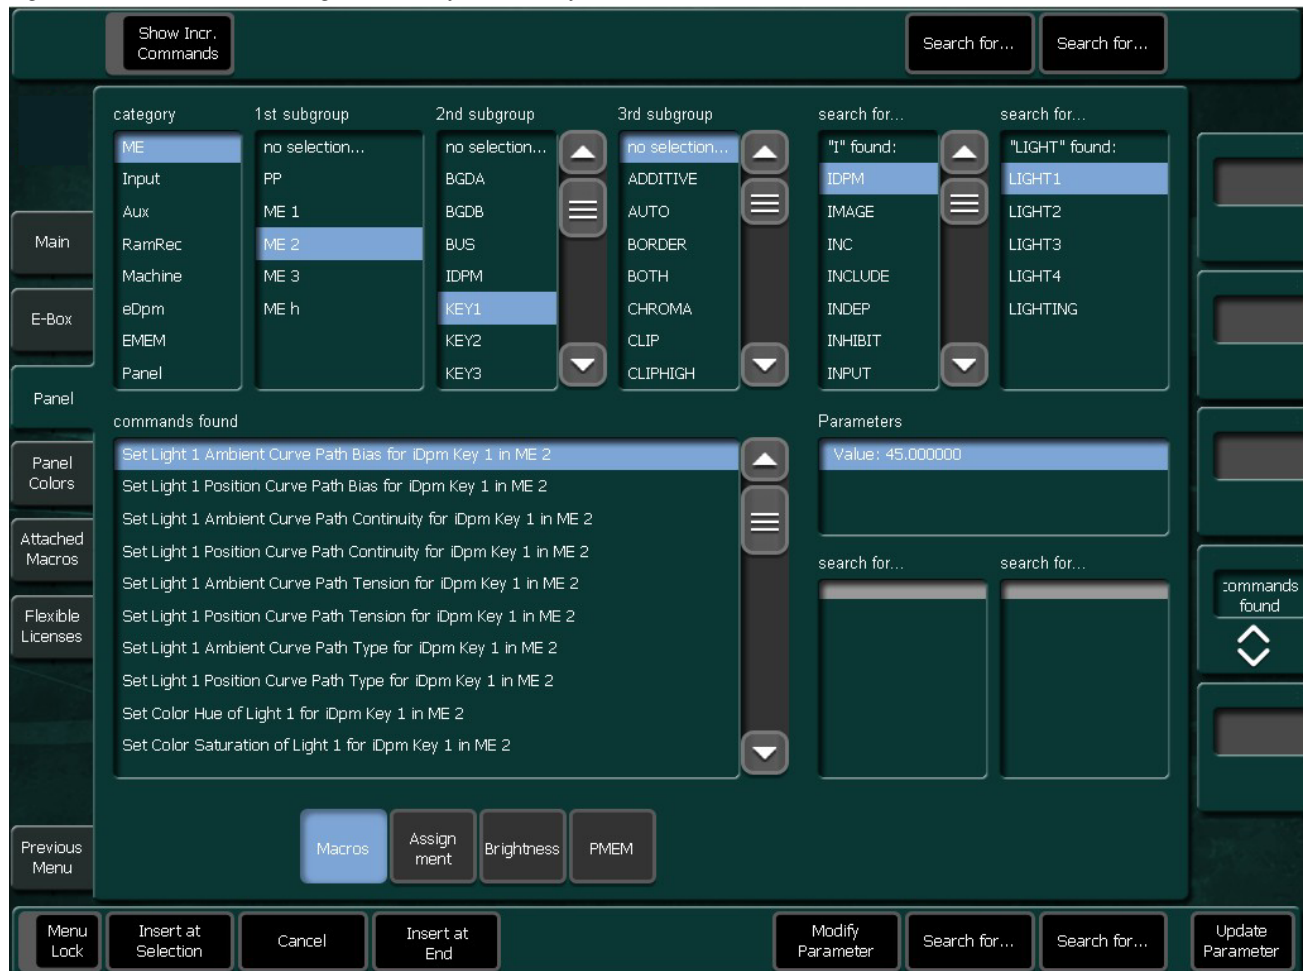 Show Incr.
Commands
Search for...
Search for...
category
1st subgroup
2nd subgroup
3rd subgroup
search for...
search for...
ME
Input
Aux
RamRec
Machine
eDpm
EMEM
Panel
no selection...
PP
ME 1
ME 2
ME 3
ME h
no selection...
BGDA
BGDB
BUS
IDPM
KEY1
KEY2
KEY3
no selection...
ADDITIVE
AUTO
BORDER
BOTH
CHROMA
CLIP
CLIPHIGH
"I" found:
IDPM
IMAGE
INC
INCLUDE
INDEP
INHIBIT
INPUT
"LIGHT" found:
LIGHT1
LIGHT2
LIGHT3
LIGHT4
LIGHTING
Main
E-Box
Panel
Panel
Colors
Attached
Macros
Flexible
Licenses
Previous
Menu
commands found
Set Light 1 Ambient Curve Path Bias for iDpm Key 1 in ME 2
Set Light 1 Position Curve Path Bias for iDpm Key 1 in ME 2
Set Light 1 Ambient Curve Path Continuity for iDpm Key 1 in ME 2
Set Light 1 Position Curve Path Continuity for iDpm Key 1 in ME 2
Set Light 1 Ambient Curve Path Tension for iDpm Key 1 in ME 2
Set Light 1 Position Curve Path Tension for iDpm Key 1 in ME 2
Set Light 1 Ambient Curve Path Type for iDpm Key 1 in ME 2
Set Light 1 Position Curve Path Type for iDpm Key 1 in ME 2
Set Color Hue of Light 1 for iDpm Key 1 in ME 2
Set Color Saturation of Light 1 for iDpm Key 1 in ME 2
Parameters
Value: 45.000000
search for...
search for...
commands
found
Macros
Assign
ment
Brightness
PMEM
Menu
Lock
Insert at
Selection
Cancel
Insert at
End
Modify
Parameter
Search for...
Search for...
Update
Parameter